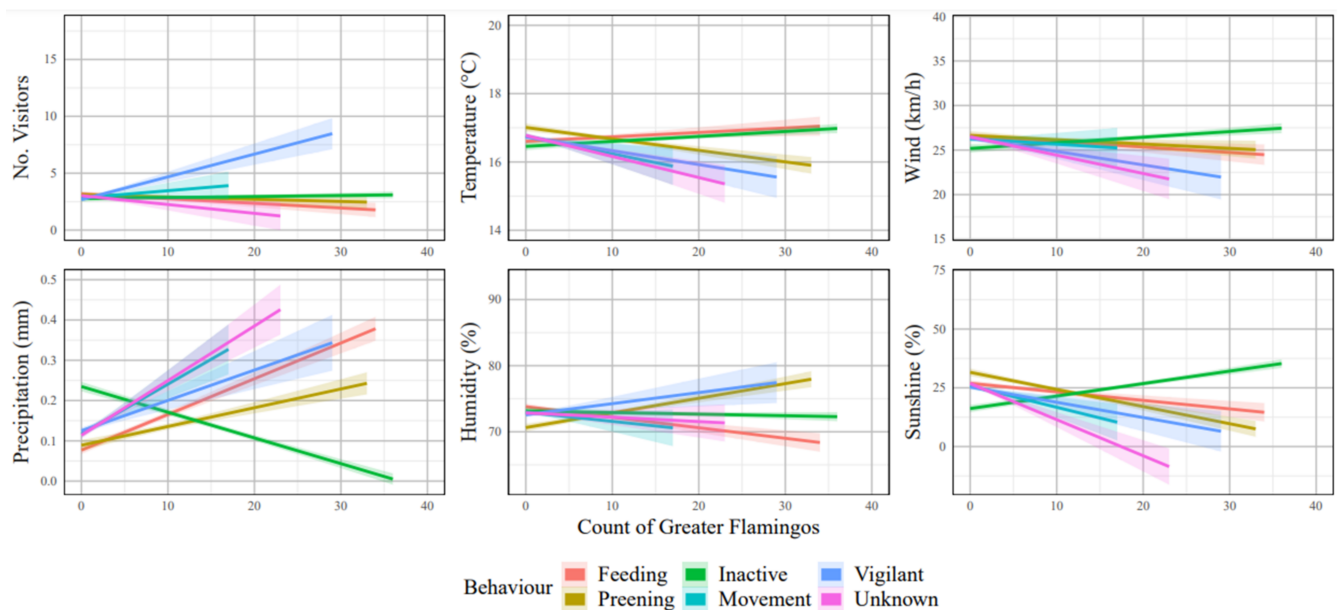 No. Visitors
15
10
5
0
0 10 20 30 40
Temperature (°C)
20
18
16
14
0 10 20 30 40
Wind (km/h)
40
35
30
25
20
15
0 10 20 30 40
Precipitation (mm)
0.5
0.4
0.3
0.2
0.1
0.0
0 10 20 30 40
Humidity (%)
90
80
70
0 10 20 30 40
Sunshine (%)
75
50
25
0
0 10 20 30 40
Count of Greater Flamingos
Behaviour
Feeding Inactive Vigilant
Preening Movement Unknown